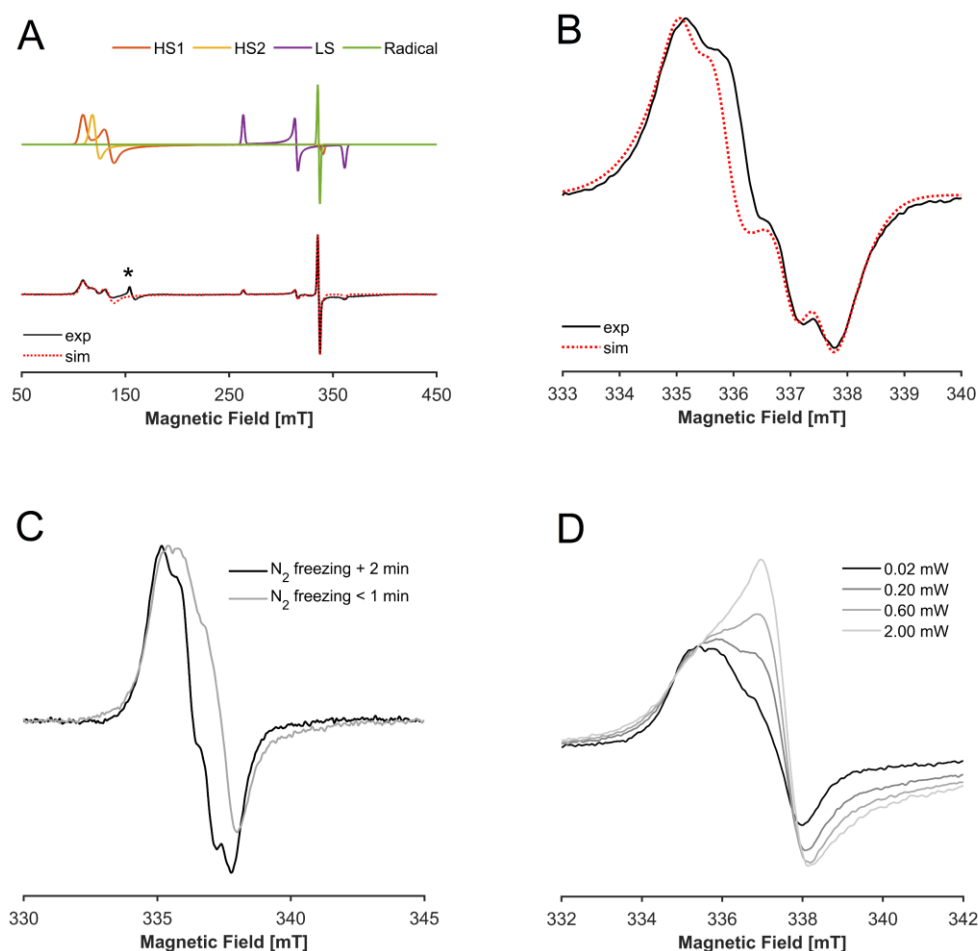 A
HS1 HS2 LS Radical
*
exp
sim
50 150 250 350 450
Magnetic Field [mT]
B
exp
sim
333 334 335 336 337 338 339 340
Magnetic Field [mT]
C
N2 freezing + 2 min
N2 freezing < 1 min
330 335 340 345
Magnetic Field [mT]
D
0.02 mW
0.20 mW
0.60 mW
2.00 mW
332 334 336 338 340 342
Magnetic Field [mT]